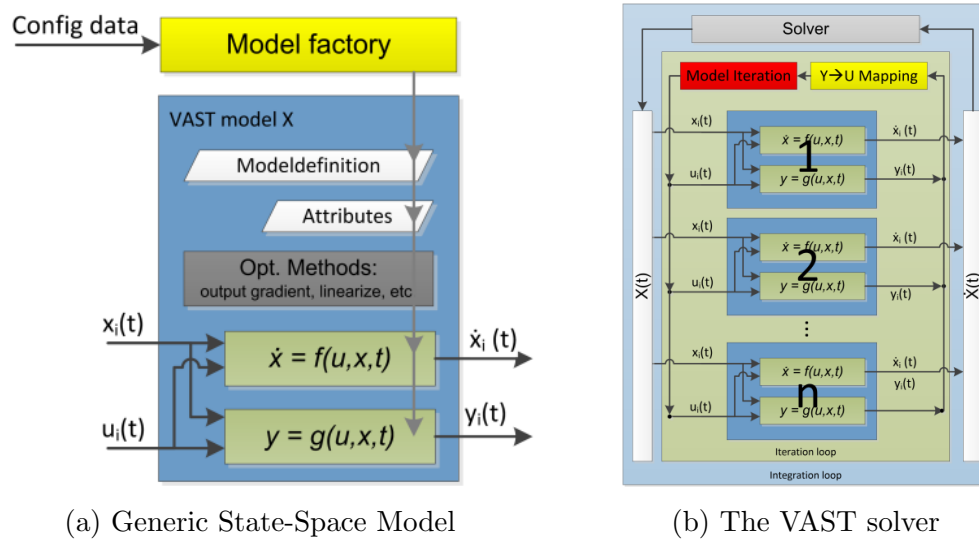 Config data
Model factory
VAST model X
Modeldefinition
Attributes
Opt. Methods:
output gradient, linearize, etc
xᵢ(t)
ẋ = f(u,x,t)
ẋᵢ (t)
uᵢ(t)
y = g(u,x,t)
yᵢ(t)
(a) Generic State-Space Model
Solver
Model Iteration
Y→U Mapping
X(t)
Ẋ(t)
xᵢ(t)
ẋ = f(u,x,t)
ẋᵢ (t)
1
uᵢ(t)
y = g(u,x,t)
yᵢ(t)
xᵢ(t)
ẋ = f(u,x,t)
ẋᵢ (t)
2
uᵢ(t)
y = g(u,x,t)
yᵢ(t)
...
xᵢ(t)
ẋ = f(u,x,t)
ẋᵢ (t)
yᵢ(t)
n
uᵢ(t)
y = g(u,x,t)
Iteration loop
Integration loop
(b) The VAST solver